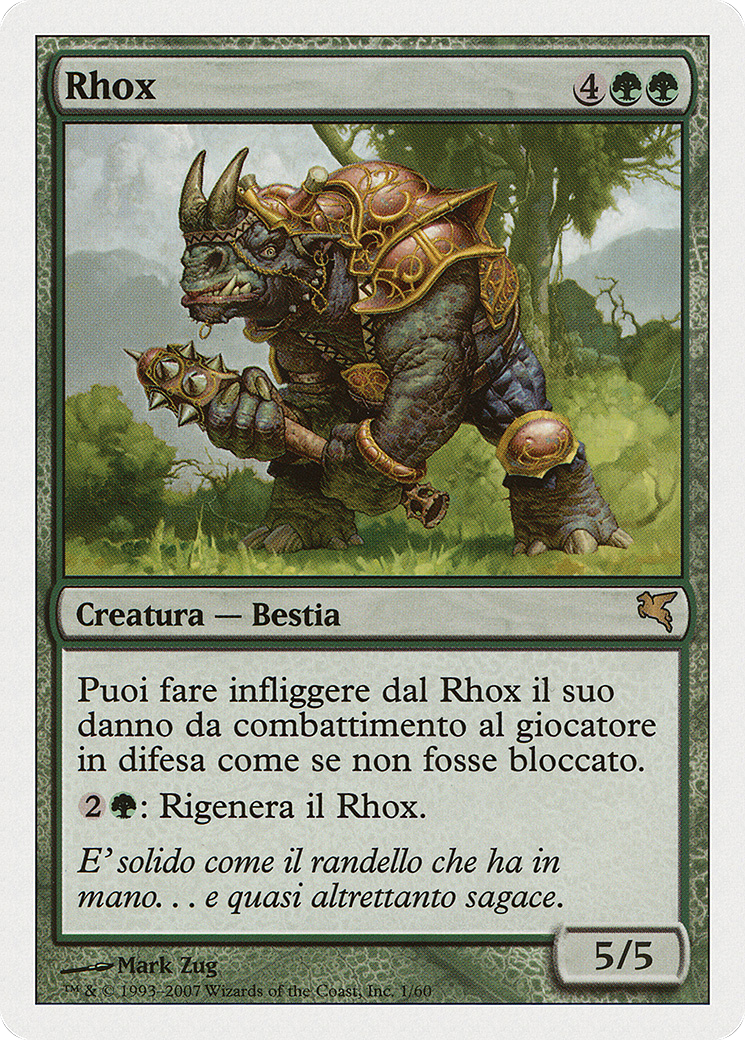 Rhox
4
Creatura — Bestia
Puoi fare infliggere dal Rhox il suo
danno da combattimento al giocatore
in difesa come se non fosse bloccato.
2: Rigenera il Rhox.
E' solido come il randello che ha in
mano. . . e quasi altrettanto sagace.
5/5
Mark Zug
™ & © 1993–2007 Wizards of the Coast, Inc. 1/60